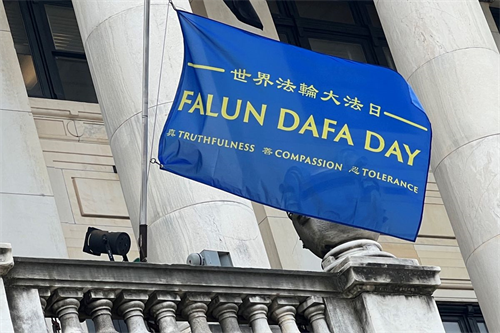 世界法輪大法日
FALUN DAFA DAY
真 TRUTHFULNESS 善 COMPASSION 忍 TOLERANCE